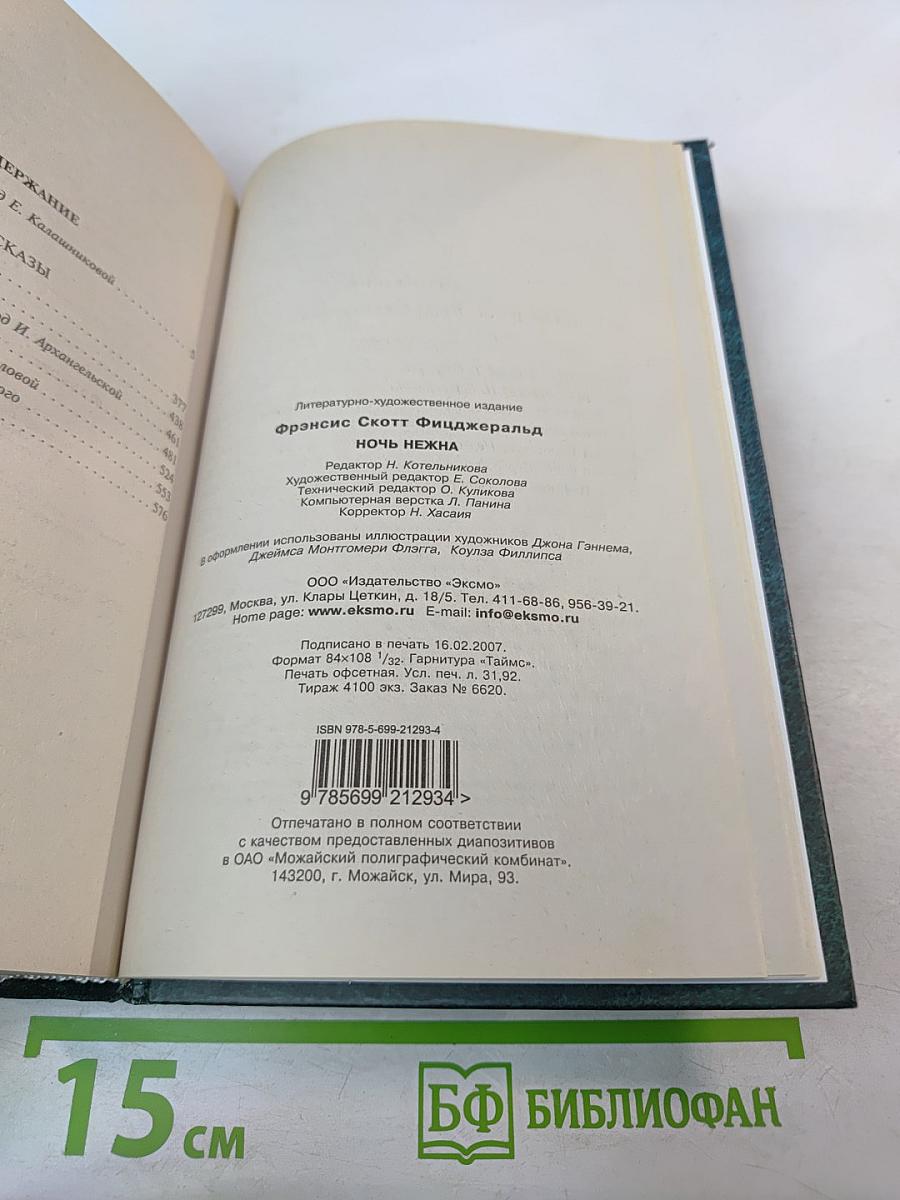 ДЕРЖАНИЕ
Е. Калашниковой
5
СКАЗЫ
И. Архангельской
377
438
ловой
461
ого
481
524
553
576
Литературно-художественное издание
Фрэнсис Скотт Фицджеральд
НОЧЬ НЕЖНА
Редактор Н. Котельникова
Художественный редактор Е. Соколова
Технический редактор О. Куликова
Компьютерная верстка Л. Панина
Корректор Н. Хасаия
В оформлении использованы иллюстрации художников Джона Гэннема,
Джеймса Монтгомери Флэгга, Коулза Филлипса
ООО «Издательство «Эксмо»
127299, Москва, ул. Клары Цеткин, д. 18/5. Тел. 411-68-86, 956-39-21.
Home page: www.eksmo.ru E-mail: info@eksmo.ru
Подписано в печать 16.02.2007.
Формат 84×108 1/32. Гарнитура «Таймс».
Печать офсетная. Усл. печ. л. 31,92.
Тираж 4100 экз. Заказ № 6620.
ISBN 978-5-699-21293-4
9 785699 212934 >
Отпечатано в полном соответствии
с качеством предоставленных диапозитивов
в ОАО «Можайский полиграфический комбинат».
143200, г. Можайск, ул. Мира, 93.
15 см
БФ БИБЛИОФАН